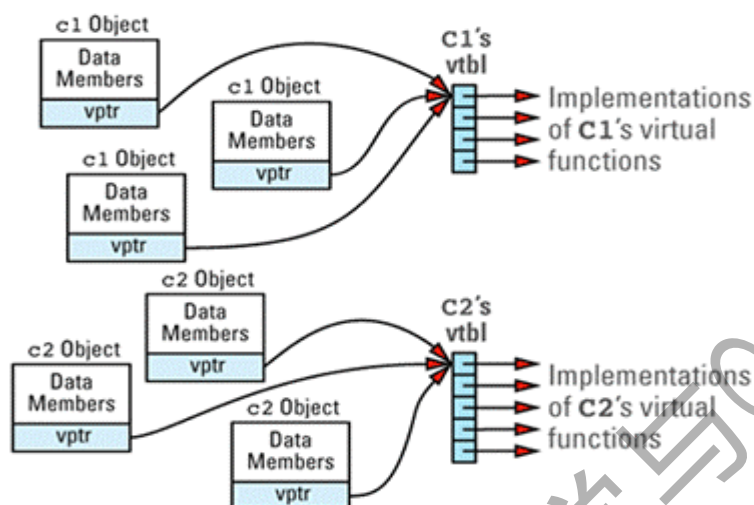 c1 Object
Data
Members
vptr
c1 Object
Data
Members
vptr
c1 Object
Data
Members
vptr
C1's
vtbl
Implementations
of C1's virtual
functions
c2 Object
Data
Members
vptr
c2 Object
Data
Members
vptr
c2 Object
Data
Members
vptr
C2's
vtbl
Implementations
of C2's virtual
functions
学与